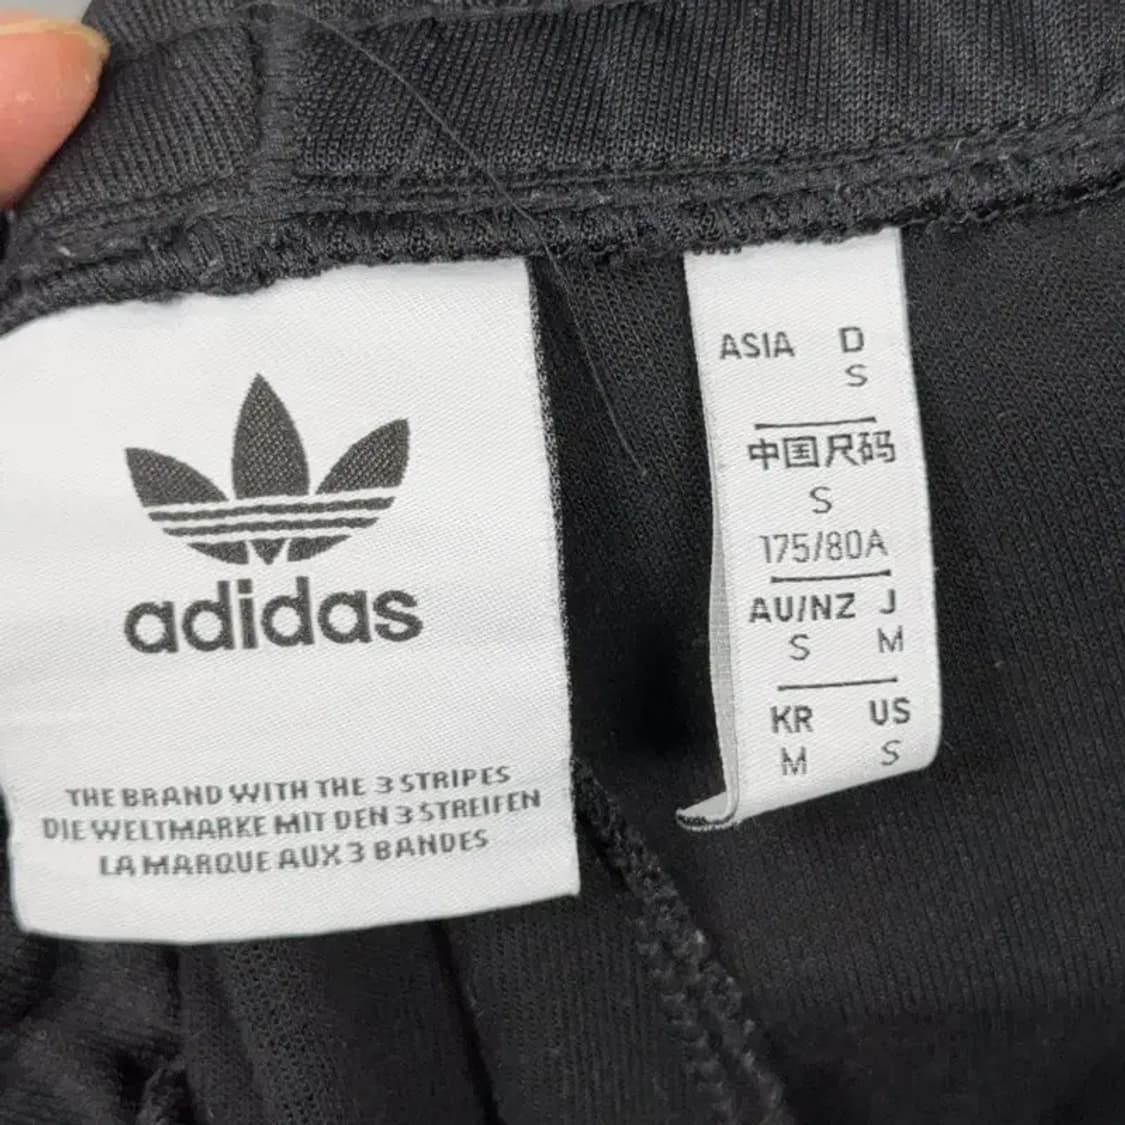 adidas
THE BRAND WITH THE 3 STRIPES
DIE WELTMARKE MIT DEN 3 STREIFEN
LA MARQUE AUX 3 BANDES
ASIA D
S
中国尺码
S
175/80A
AU/NZ J
S M
KR US
M S